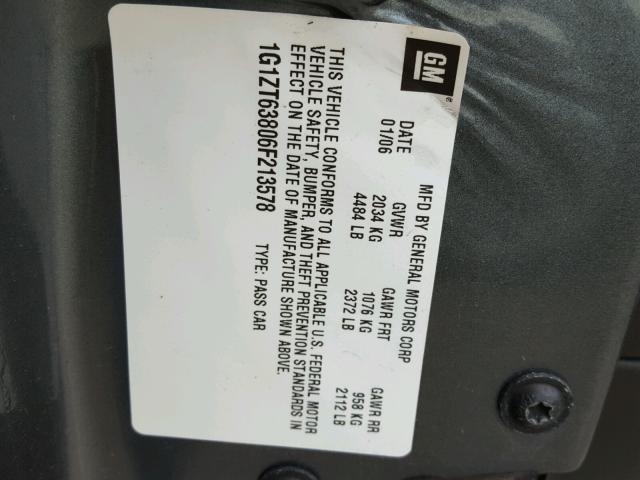 GM
MFD BY GENERAL MOTORS CORP
DATE GVWR GAWR FRT GAWR RR
01/06 2034 KG 1076 KG 958 KG
4484 LB 2372 LB 2112 LB
THIS VEHICLE CONFORMS TO ALL APPLICABLE U.S. FEDERAL MOTOR
VEHICLE SAFETY, BUMPER, AND THEFT PREVENTION STANDARDS IN
EFFECT ON THE DATE OF MANUFACTURE SHOWN ABOVE.
1G1ZT63806F213578 TYPE: PASS CAR